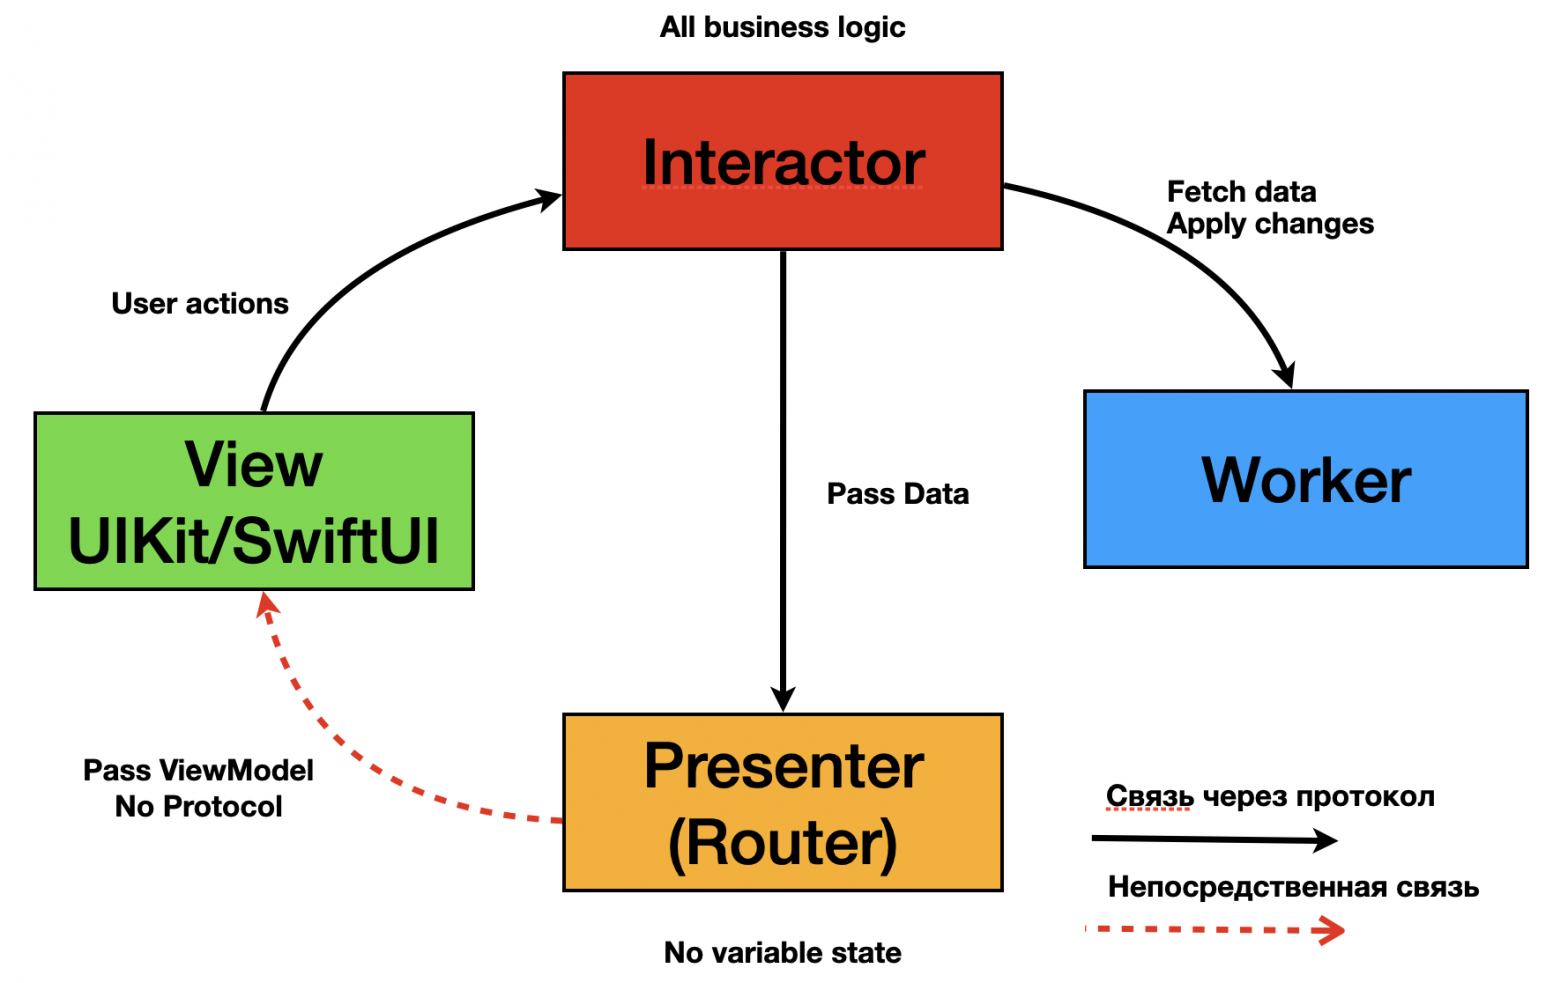 All business logic
Interactor
Fetch data
Apply changes
User actions
View
UIKit/SwiftUI
Pass Data
Worker
Pass ViewModel
No Protocol
Presenter
(Router)
Связь через протокол
Непосредственная связь
No variable state